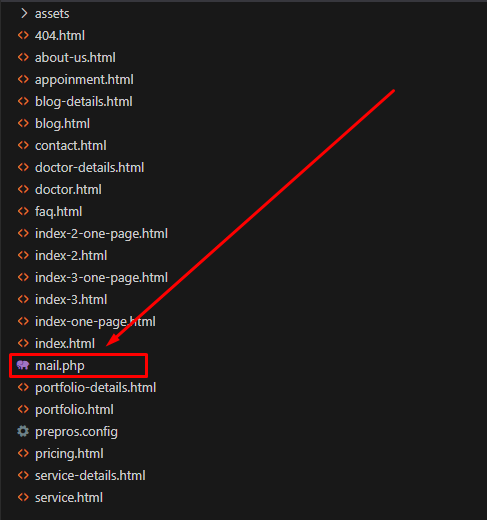 assets
404.html
about-us.html
appoinment.html
blog-details.html
blog.html
contact.html
doctor-details.html
doctor.html
faq.html
index-2-one-page.html
index-2.html
index-3-one-page.html
index-3.html
index-one-page.html
index.html
mail.php
portfolio-details.html
portfolio.html
prepros.config
pricing.html
service-details.html
service.html